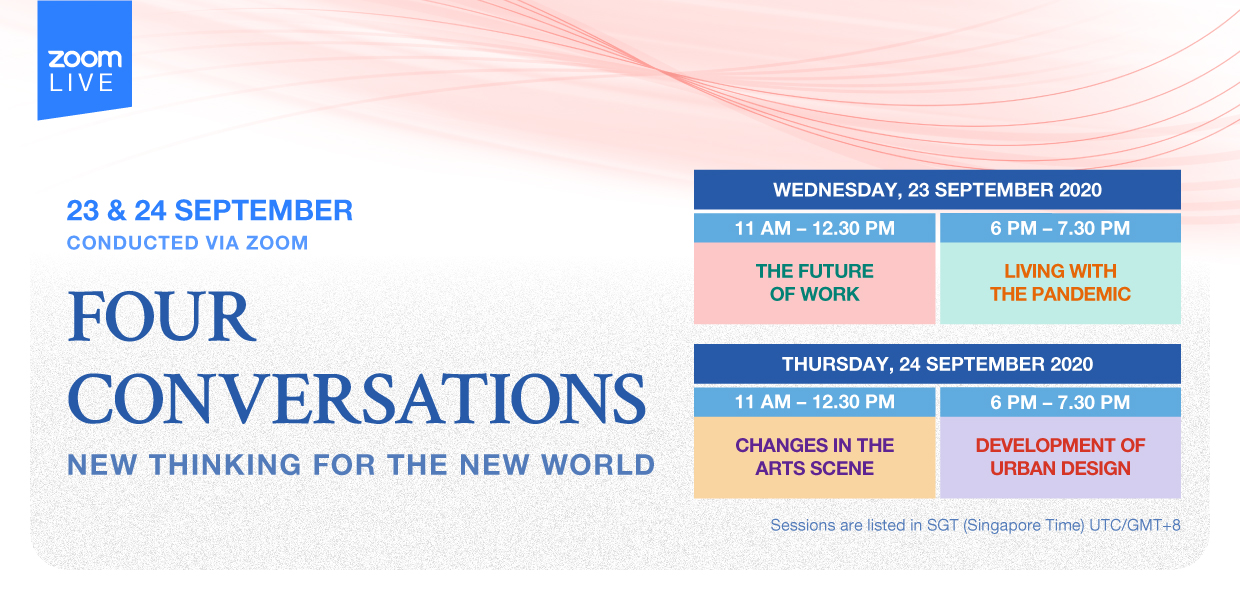 zoom
LIVE
23 & 24 SEPTEMBER
CONDUCTED VIA ZOOM
FOUR
CONVERSATIONS
NEW THINKING FOR THE NEW WORLD
WEDNESDAY, 23 SEPTEMBER 2020
11 AM – 12.30 PM
THE FUTURE
OF WORK
6 PM – 7.30 PM
LIVING WITH
THE PANDEMIC
THURSDAY, 24 SEPTEMBER 2020
11 AM – 12.30 PM
CHANGES IN THE
ARTS SCENE
6 PM – 7.30 PM
DEVELOPMENT OF
URBAN DESIGN
Sessions are listed in SGT (Singapore Time) UTC/GMT+8